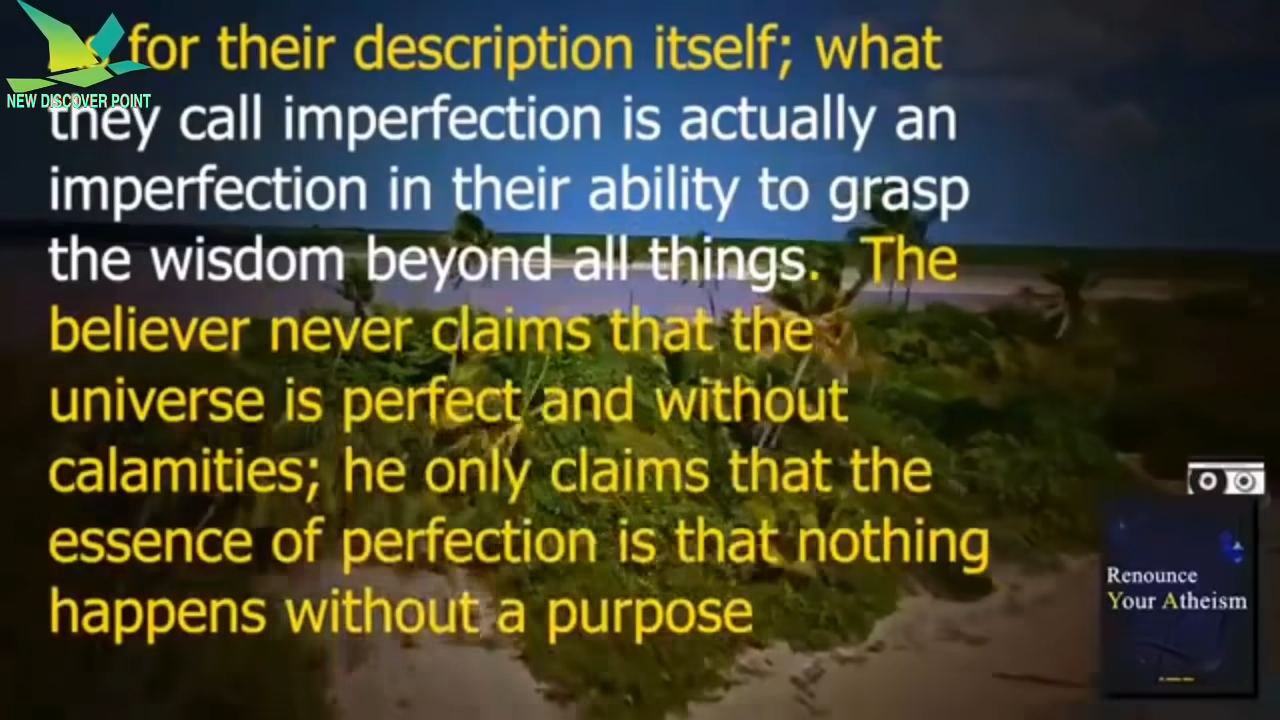 for their description itself; what
they call imperfection is actually an
imperfection in their ability to grasp
the wisdom beyond all things. The
believer never claims that the
universe is perfect and without
calamities; he only claims that the
essence of perfection is that nothing
happens without a purpose
NEW DISCOVER POINT
Renounce
Your Atheism